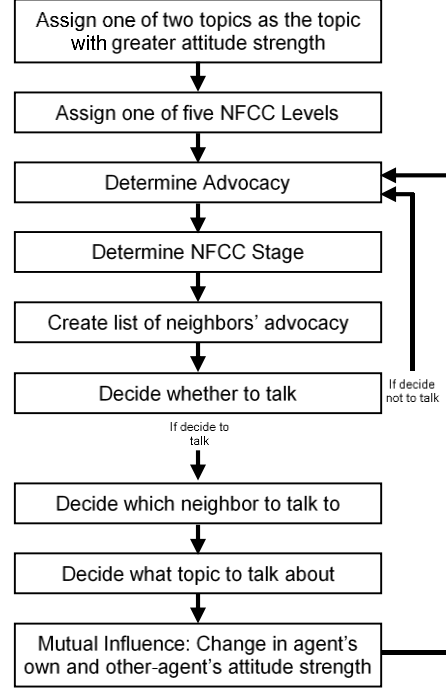 Assign one of two topics as the topic
with greater attitude strength
Assign one of five NFCC Levels
Determine Advocacy
Determine NFCC Stage
Create list of neighbors’ advocacy
Decide whether to talk
If decide
not to talk
If decide to
talk
Decide which neighbor to talk to
Decide what topic to talk about
Mutual Influence: Change in agent’s
own and other-agent’s attitude strength